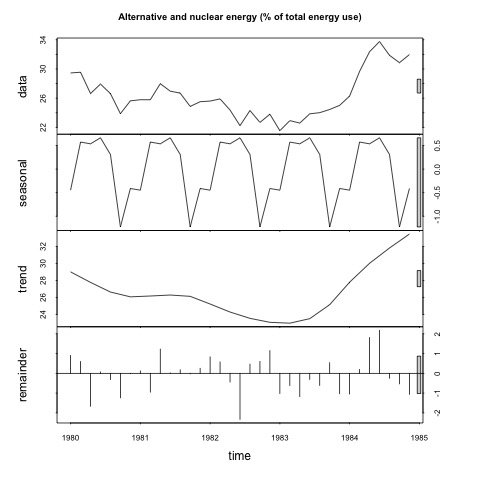 Alternative and nuclear energy (% of total energy use)
data
22 26 30 34
seasonal
-1.0 -0.5 0.0 0.5
trend
24 26 28 30 32
remainder
-2 -1 0 1 2
1980 1981 1982 1983 1984 1985
time